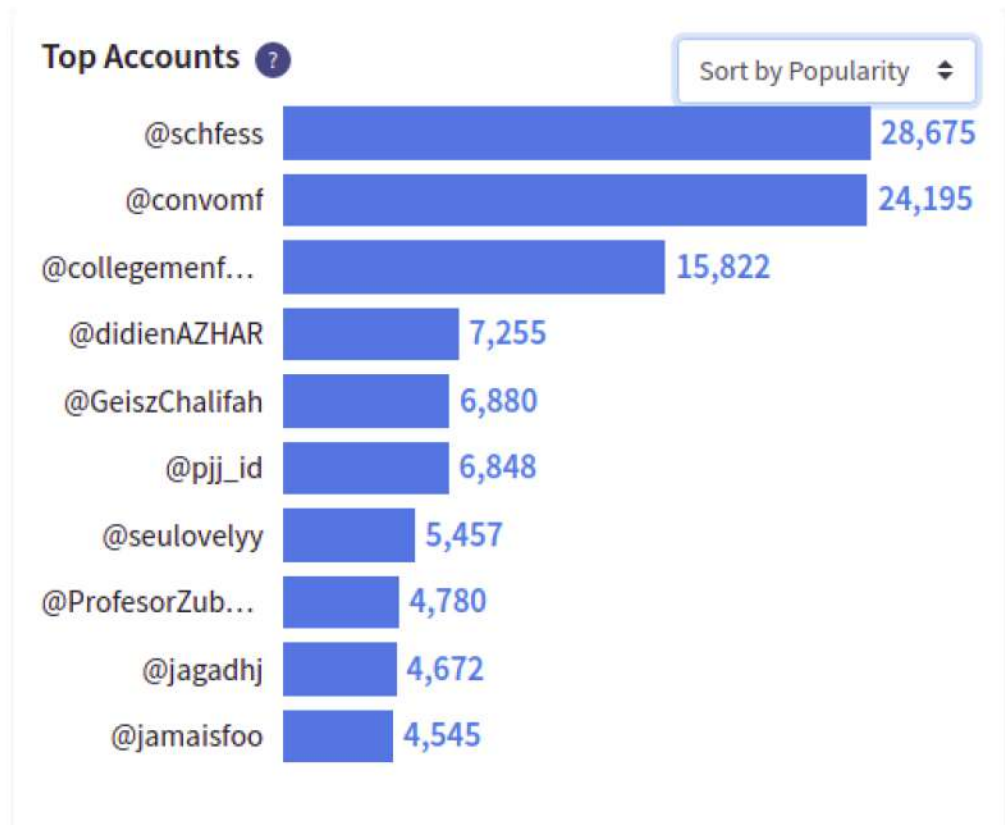 Top Accounts ?
Sort by Popularity
@schfess 28,675
@convomf 24,195
@collegemenf... 15,822
@didienAZHAR 7,255
@GeiszChalifah 6,880
@pjj_id 6,848
@seulovelyy 5,457
@ProfesorZub... 4,780
@jagadhj 4,672
@jamaisfoo 4,545